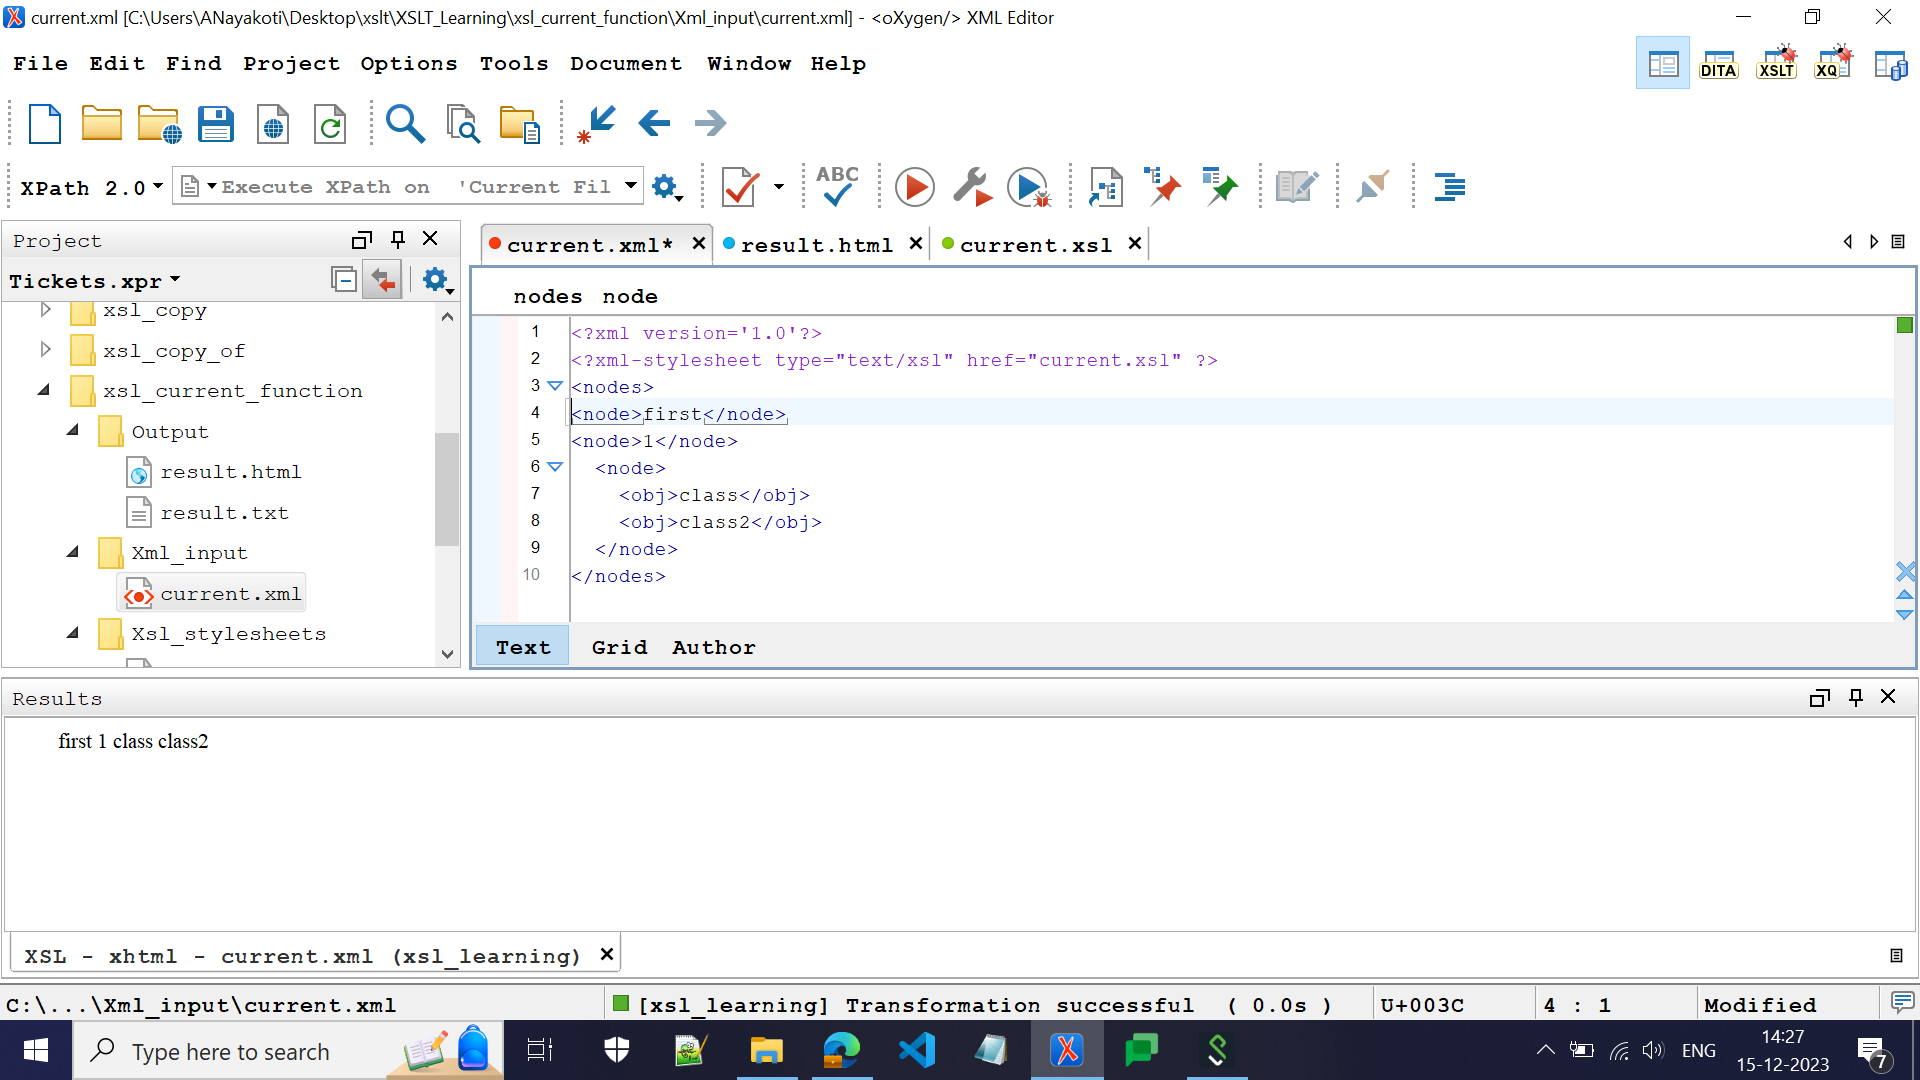 current.xml [C:\Users\ANayakoti\Desktop\xslt\XSLT_Learning\xsl_current_function\Xml_input\current.xml] - <oXygen/> XML Editor
File Edit Find Project Options Tools Document Window Help
DITA XSLT XQ
XPath 2.0 Execute XPath on 'Current Fil ABC
Project
Tickets.xpr
xsl_copy
xsl_copy_of
xsl_current_function
Output
result.html
result.txt
Xml_input
current.xml
Xsl_stylesheets
current.xml* result.html current.xsl
nodes node
1 <?xml version='1.0'?>
2 <?xml-stylesheet type="text/xsl" href="current.xsl" ?>
3 <nodes>
4 <node>first</node>
5 <node>1</node>
6 <node>
7 <obj>class</obj>
8 <obj>class2</obj>
9 </node>
10 </nodes>
Text Grid Author
Results
first 1 class class2
XSL - xhtml - current.xml (xsl_learning)
C:\...\Xml_input\current.xml [xsl_learning] Transformation successful ( 0.0s ) U+003C 4 : 1 Modified
Type here to search
ENG
14:27
15-12-2023
7